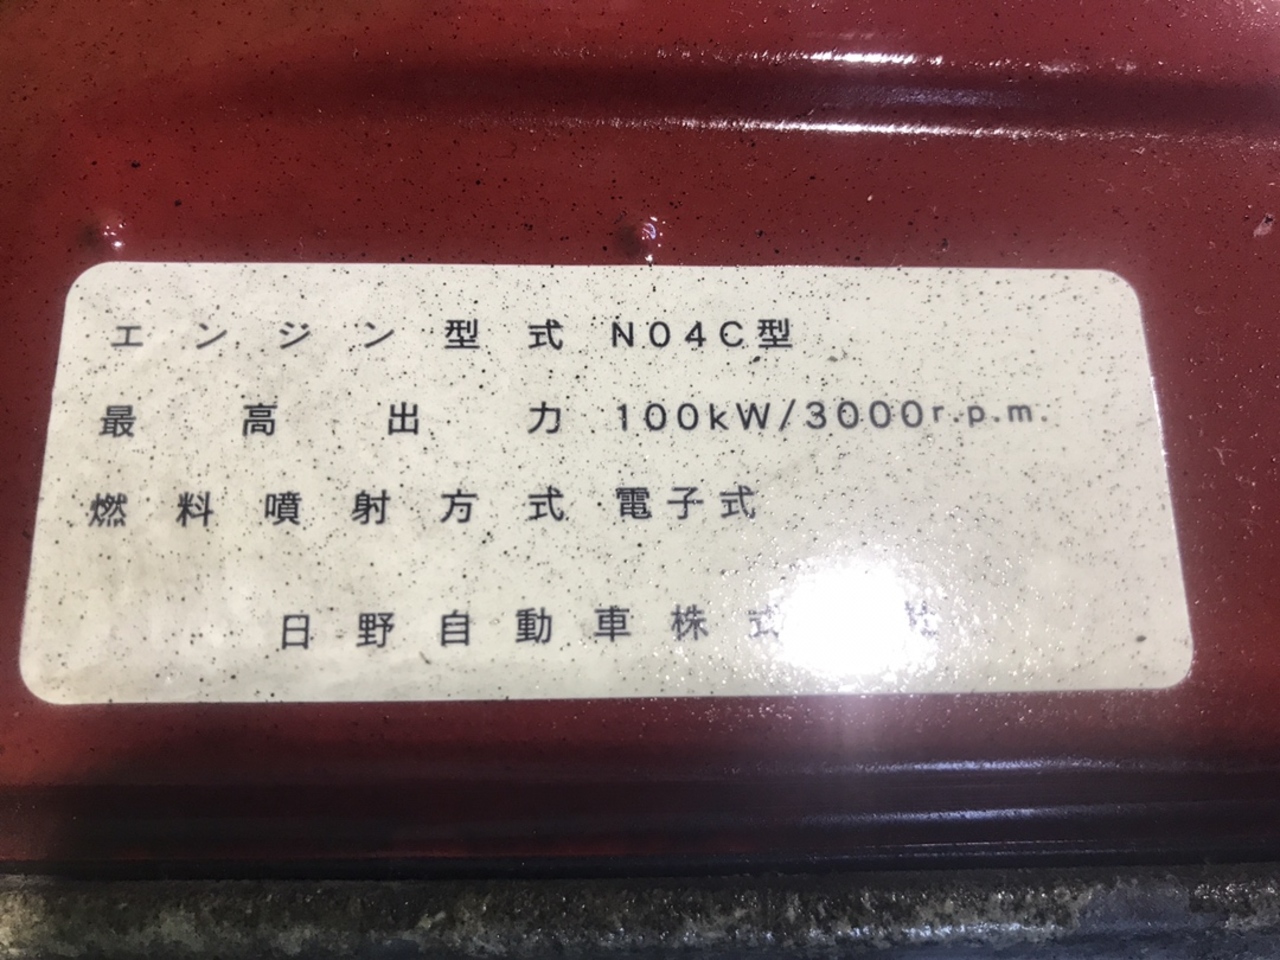 エンジン型式 N04C型
最高出力 100kW/3000r.p.m.
燃料噴射方式 電子式
日野自動車株式 社